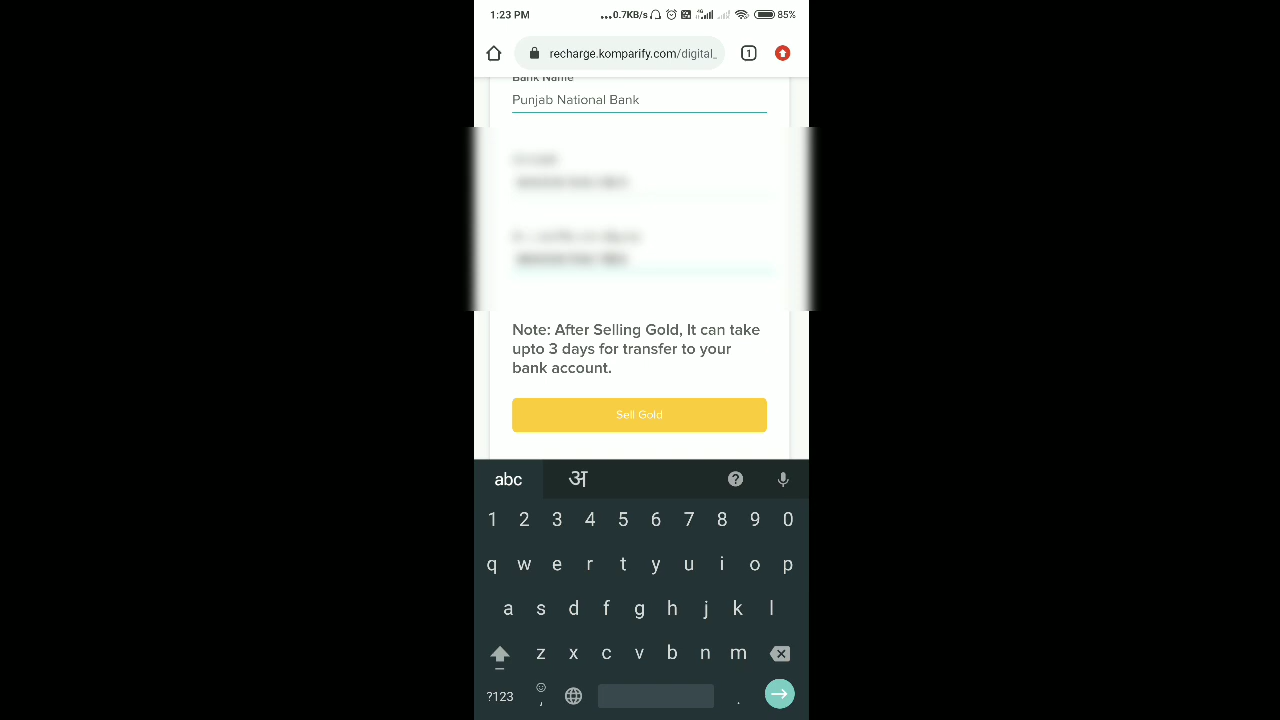 1:23 PM
...0.7KB/s
4G
85%
recharge.komparify.com/digital_
1
Bank Name
Punjab National Bank
Note: After Selling Gold, It can take
upto 3 days for transfer to your
bank account.
Sell Gold
abc
अ
?
1 2 3 4 5 6 7 8 9 0
q w e r t y u i o p
a s d f g h j k l
z x c v b n m
?123 , .